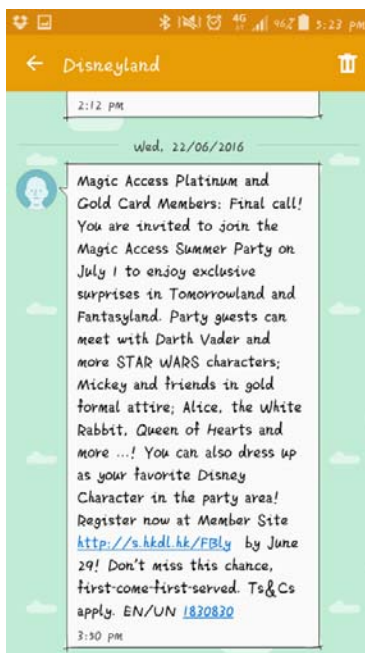 4G 96% 5:23 pm
Disneyland
2:12 pm
Wed, 22/06/2016
Magic Access Platinum and
Gold Card Members: Final call!
You are invited to join the
Magic Access Summer Party on
July 1 to enjoy exclusive
surprises in Tomorrowland and
Fantasyland. Party guests can
meet with Darth Vader and
more STAR WARS characters;
Mickey and friends in gold
formal attire; Alice, the White
Rabbit, Queen of Hearts and
more ...! You can also dress up
as your favorite Disney
Character in the party area!
Register now at Member Site
http://s.hkdl.hk/FBly by June
29! Don't miss this chance,
first-come-first-served. Ts&Cs
apply. EN/UN 1830830
3:50 pm